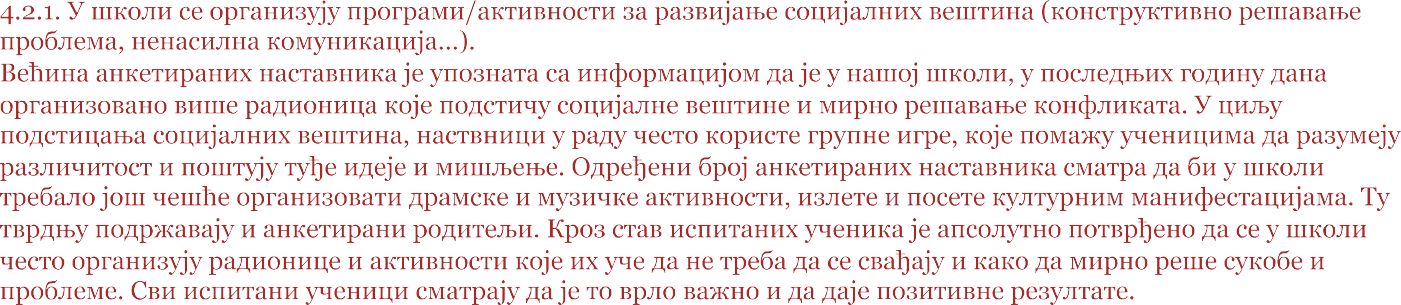 4.2.1. У школи се организују програми/активности за развијање социјалних вештина (конструктивно решавање
проблема, ненасилна комуникација...).
Већина анкетираних наставника је упозната са информацијом да је у нашој школи, у последњих годину дана
организовано више радионица које подстичу социјалне вештине и мирно решавање конфликата. У циљу
подстицања социјалних вештина, наствници у раду често користе групне игре, које помажу ученицима да разумеју
различитост и поштују туђе идеје и мишљење. Одређени број анкетираних наставника сматра да би у школи
требало још чешће организовати драмске и музичке активности, излете и посете културним манифестацијама. Ту
тврдњу подржавају и анкетирани родитељи. Кроз став испитаних ученика је апсолутно потврђено да се у школи
често организују радионице и активности које их уче да не треба да се свађају и како да мирно реше сукобе и
проблеме. Сви испитани ученици сматрају да је то врло важно и да даје позитивне резултате.